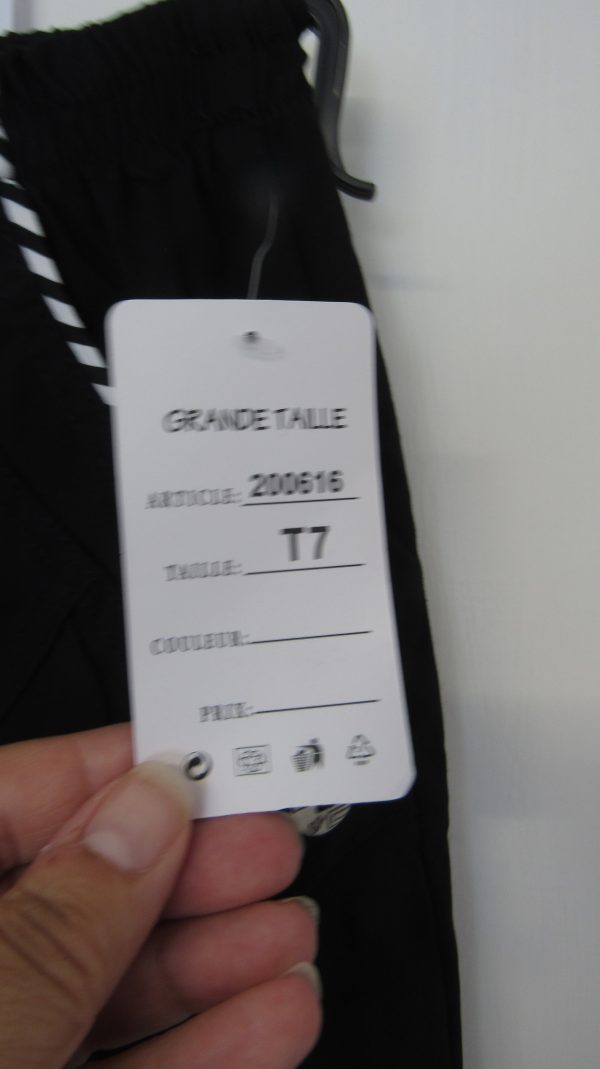 GRANDE TAILLE
ARTICLE: 200616
TAILLE: T7
COULEUR:
PRIX: